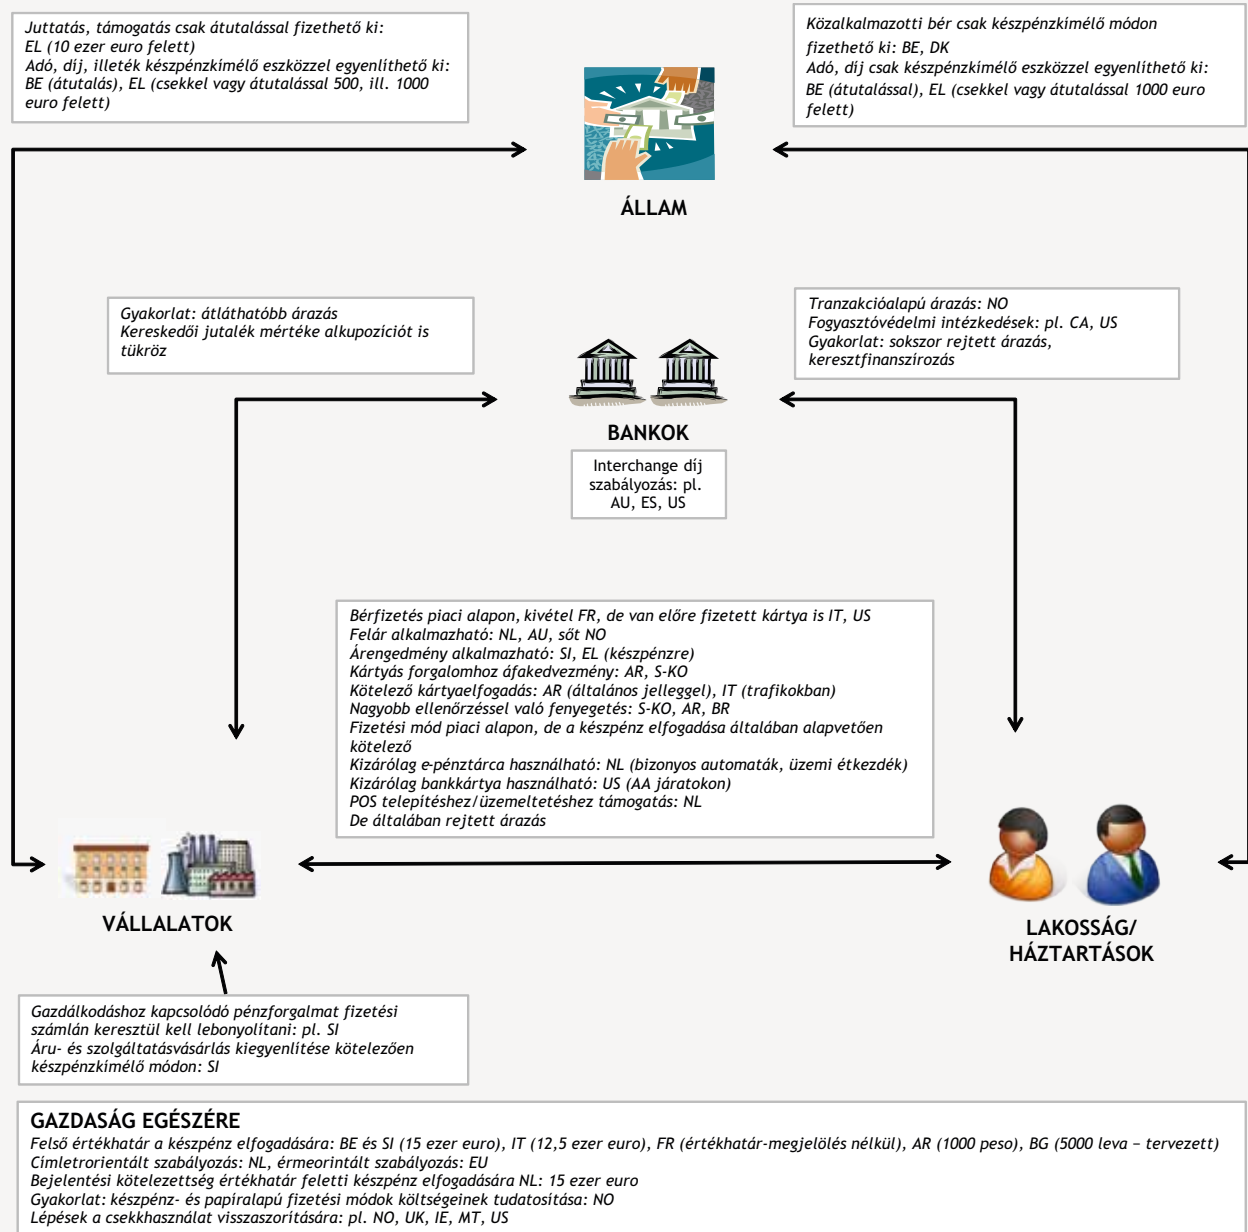 Juttatás, támogatás csak átutalással fizethető ki:
EL (10 ezer euro felett)
Adó, díj, illeték készpénzkímélő eszközzel egyenlíthető ki:
BE (átutalás), EL (csekkel vagy átutalással 500, ill. 1000
euro felett)
Közalkalmazotti bér csak készpénzkímélő módon
fizethető ki: BE, DK
Adó, díj csak készpénzkímélő eszközzel egyenlíthető ki:
BE (átutalással), EL (csekkel vagy átutalással 1000 euro
felett)
ÁLLAM
Gyakorlat: átláthatóbb árazás
Kereskedői jutalék mértéke alkupozíciót is
tükröz
Tranzakcióalapú árazás: NO
Fogyasztóvédelmi intézkedések: pl. CA, US
Gyakorlat: sokszor rejtett árazás,
keresztfinanszírozás
BANKOK
Interchange díj
szabályozás: pl.
AU, ES, US
Bérfizetés piaci alapon, kivétel FR, de van előre fizetett kártya is IT, US
Felár alkalmazható: NL, AU, sőt NO
Árengedmény alkalmazható: SI, EL (készpénzre)
Kártyás forgalomhoz áfakedvezmény: AR, S-KO
Kötelező kártyaelfogadás: AR (általános jelleggel), IT (trafikokban)
Nagyobb ellenőrzéssel való fenyegetés: S-KO, AR, BR
Fizetési mód piaci alapon, de a készpénz elfogadása általában alapvetően
kötelező
Kizárólag e-pénztárca használható: NL (bizonyos automaták, üzemi étkezdék)
Kizárólag bankkártya használható: US (AA járatokon)
POS telepítéshez/üzemeltetéshez támogatás: NL
De általában rejtett árazás
VÁLLALATOK
LAKOSSÁG/
HÁZTARTÁSOK
Gazdálkodáshoz kapcsolódó pénzforgalmat fizetési
számlán keresztül kell lebonyolítani: pl. SI
Áru- és szolgáltatásvásárlás kiegyenlítése kötelezően
készpénzkímélő módon: SI
GAZDASÁG EGÉSZÉRE
Felső értékhatár a készpénz elfogadására: BE és SI (15 ezer euro), IT (12,5 ezer euro), FR (értékhatár-megjelölés nélkül), AR (1000 peso), BG (5000 leva – tervezett)
Címletrorientált szabályozás: NL, érmeorintált szabályozás: EU
Bejelentési kötelezettség értékhatár feletti készpénz elfogadására NL: 15 ezer euro
Gyakorlat: készpénz- és papíralapú fizetési módok költségeinek tudatosítása: NO
Lépések a csekkhasználat visszaszorítására: pl. NO, UK, IE, MT, US